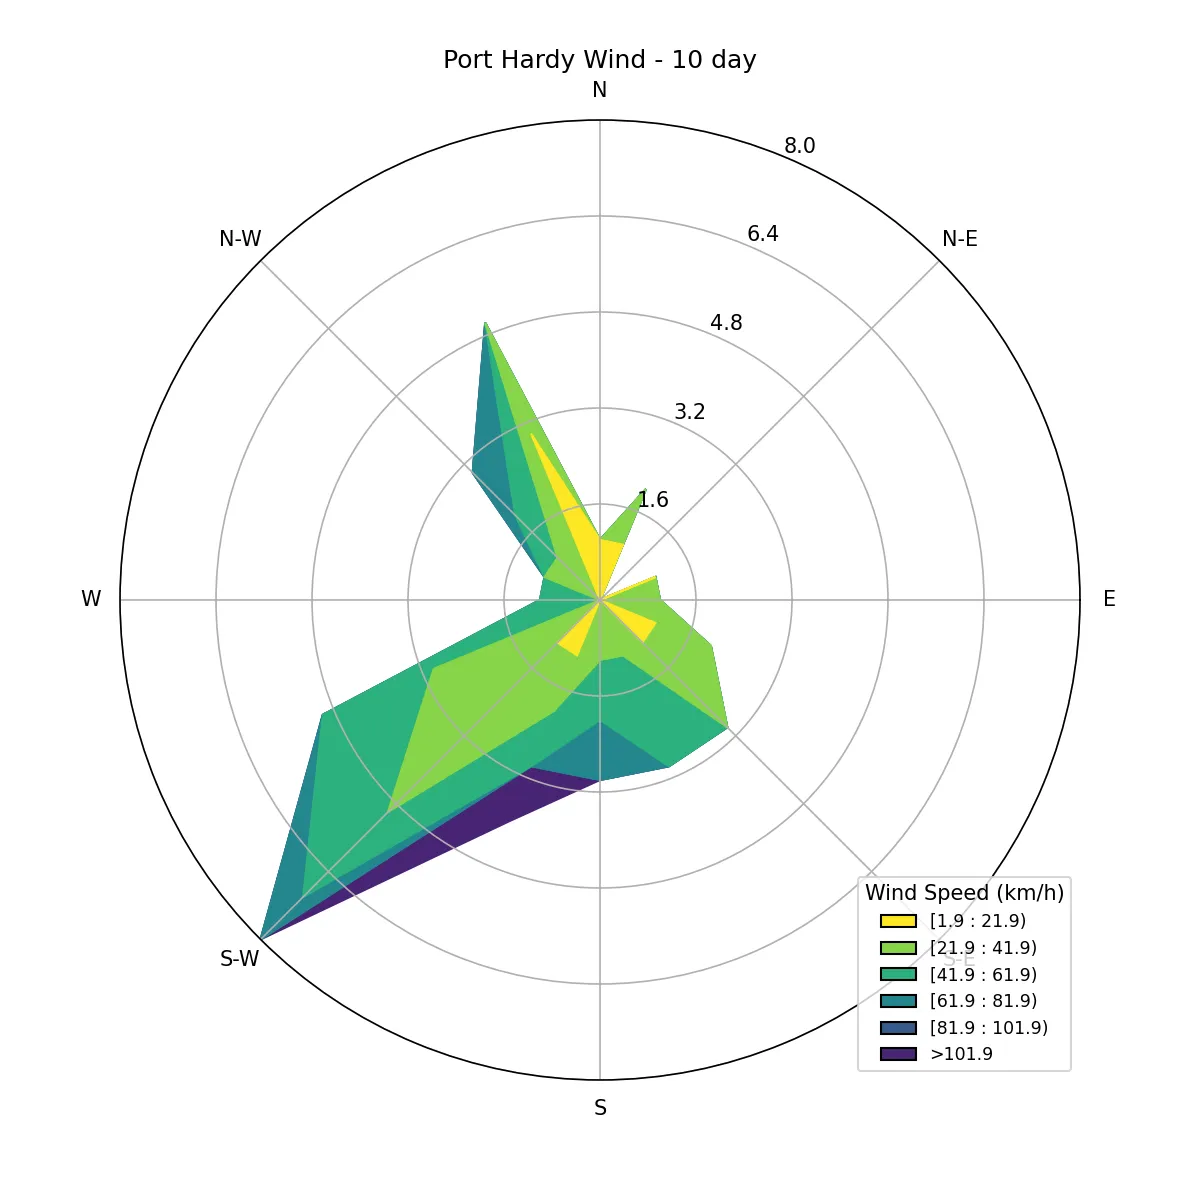 Port Hardy Wind - 10 day
N
8.0
N-W
6.4
N-E
4.8
3.2
1.6
W
E
S-W
S-E
S
Wind Speed (km/h)
[1.9 : 21.9)
[21.9 : 41.9)
[41.9 : 61.9)
[61.9 : 81.9)
[81.9 : 101.9)
>101.9